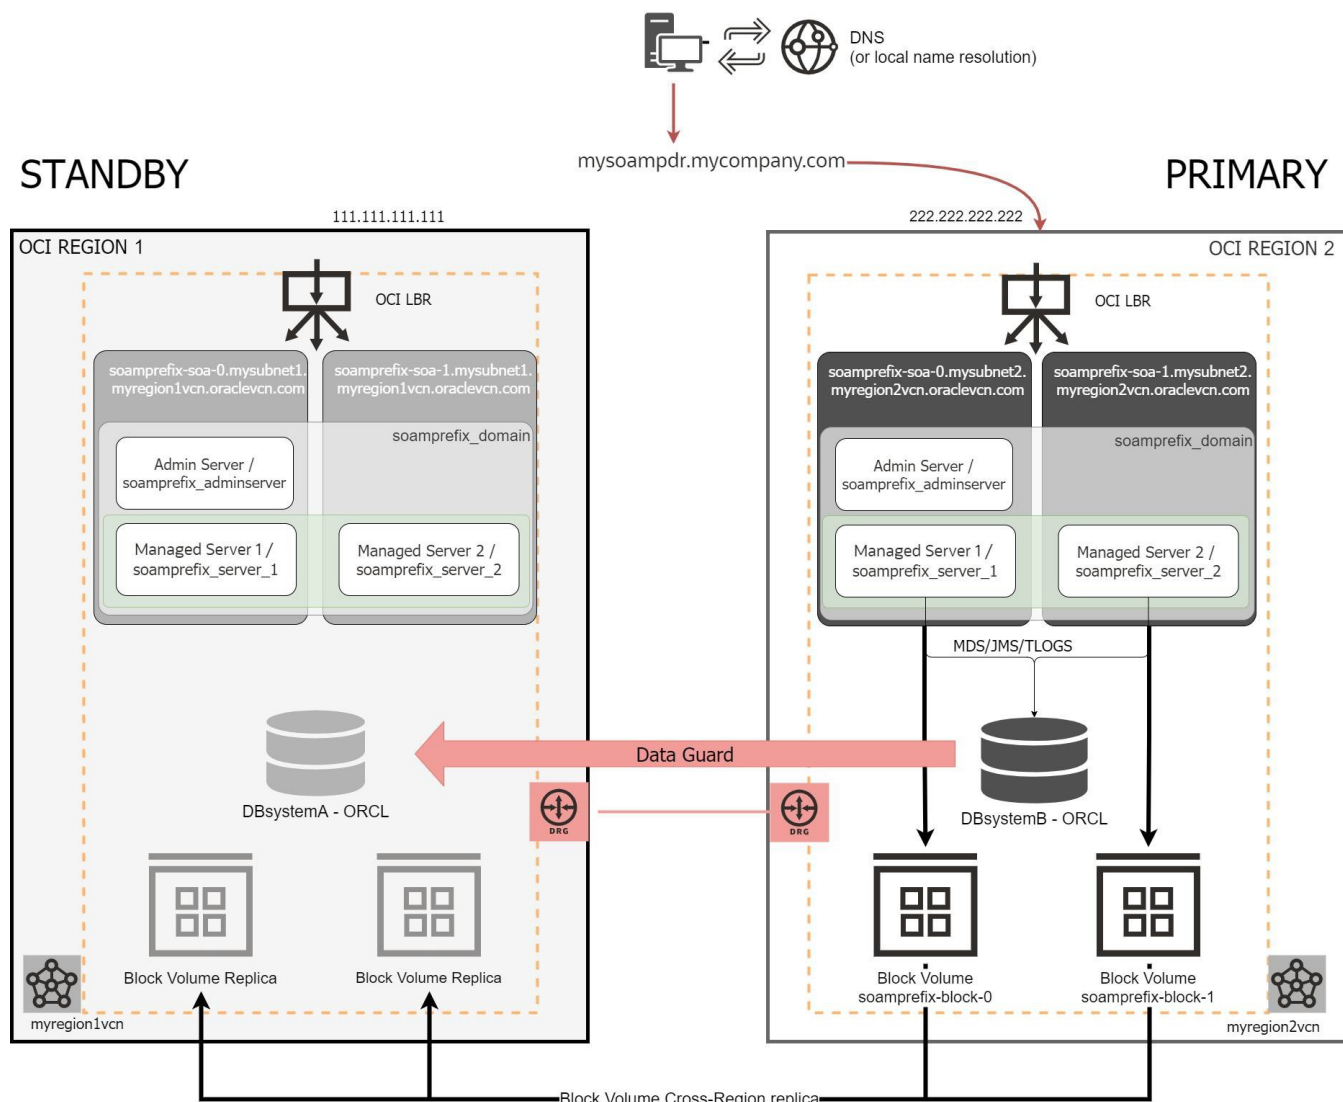 DNS
(or local name resolution)
mysoampdr.mycompany.com
STANDBY
PRIMARY
111.111.111.111
222.222.222.222
OCI REGION 1
OCI LBR
soamprefix-soa-0.mysubnet1.
myregion1vcn.oraclevcn.com
soamprefix-soa-1.mysubnet1.
myregion1vcn.oraclevcn.com
soamprefix_domain
Admin Server /
soamprefix_adminserver
Managed Server 1 /
soamprefix_server_1
Managed Server 2 /
soamprefix_server_2
DBsystemA - ORCL
DRG
Block Volume Replica
Block Volume Replica
myregion1vcn
Data Guard
OCI REGION 2
OCI LBR
soamprefix-soa-0.mysubnet2.
myregion2vcn.oraclevcn.com
soamprefix-soa-1.mysubnet2.
myregion2vcn.oraclevcn.com
soamprefix_domain
Admin Server /
soamprefix_adminserver
Managed Server 1 /
soamprefix_server_1
Managed Server 2 /
soamprefix_server_2
MDS/JMS/TLOGS
DBsystemB - ORCL
DRG
Block Volume
soamprefix-block-0
Block Volume
soamprefix-block-1
myregion2vcn
Block Volume Cross-Region replica